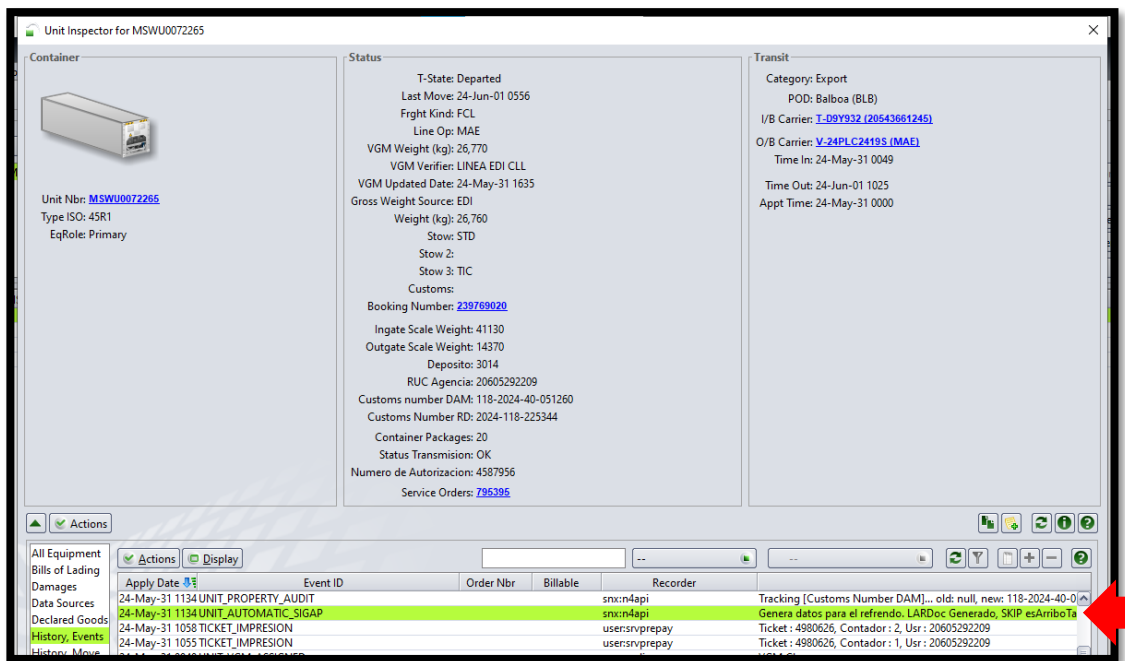 Unit Inspector for MSWU0072265
Container
Unit Nbr: MSWU0072265
Type ISO: 45R1
EqRole: Primary
Status
T-State: Departed
Last Move: 24-Jun-01 0556
Frght Kind: FCL
Line Op: MAE
VGM Weight (kg): 26,770
VGM Verifier: LINEA EDI CLL
VGM Updated Date: 24-May-31 1635
Gross Weight Source: EDI
Weight (kg): 26,760
Stow: STD
Stow 2:
Stow 3: TIC
Customs:
Booking Number: 239769020
Ingate Scale Weight: 41130
Outgate Scale Weight: 14370
Deposito: 3014
RUC Agencia: 20605292209
Customs number DAM: 118-2024-40-051260
Customs Number RD: 2024-118-225344
Container Packages: 20
Status Transmision: OK
Numero de Autorizacion: 4587956
Service Orders: 795395
Transit
Category: Export
POD: Balboa (BLB)
I/B Carrier: T-D9Y932 (20543661245)
O/B Carrier: V-24PLC2419S (MAE)
Time In: 24-May-31 0049
Time Out: 24-Jun-01 1025
Appt Time: 24-May-31 0000
Actions
All Equipment
Bills of Lading
Damages
Data Sources
Declared Goods
History, Events
History, Move
Actions Display -- --
Apply Date Event ID Order Nbr Billable Recorder
24-May-31 1134 UNIT_PROPERTY_AUDIT snx:n4api Tracking [Customs Number DAM]... old: null, new: 118-2024-40-0
24-May-31 1134 UNIT_AUTOMATIC_SIGAP snx:n4api Genera datos para el refrendo. LARDoc Generado, SKIP esArriboTa
24-May-31 1058 TICKET_IMPRESION user:srvprepay Ticket : 4980626, Contador : 2, Usr : 20605292209
24-May-31 1055 TICKET_IMPRESION user:srvprepay Ticket : 4980626, Contador : 1, Usr : 20605292209